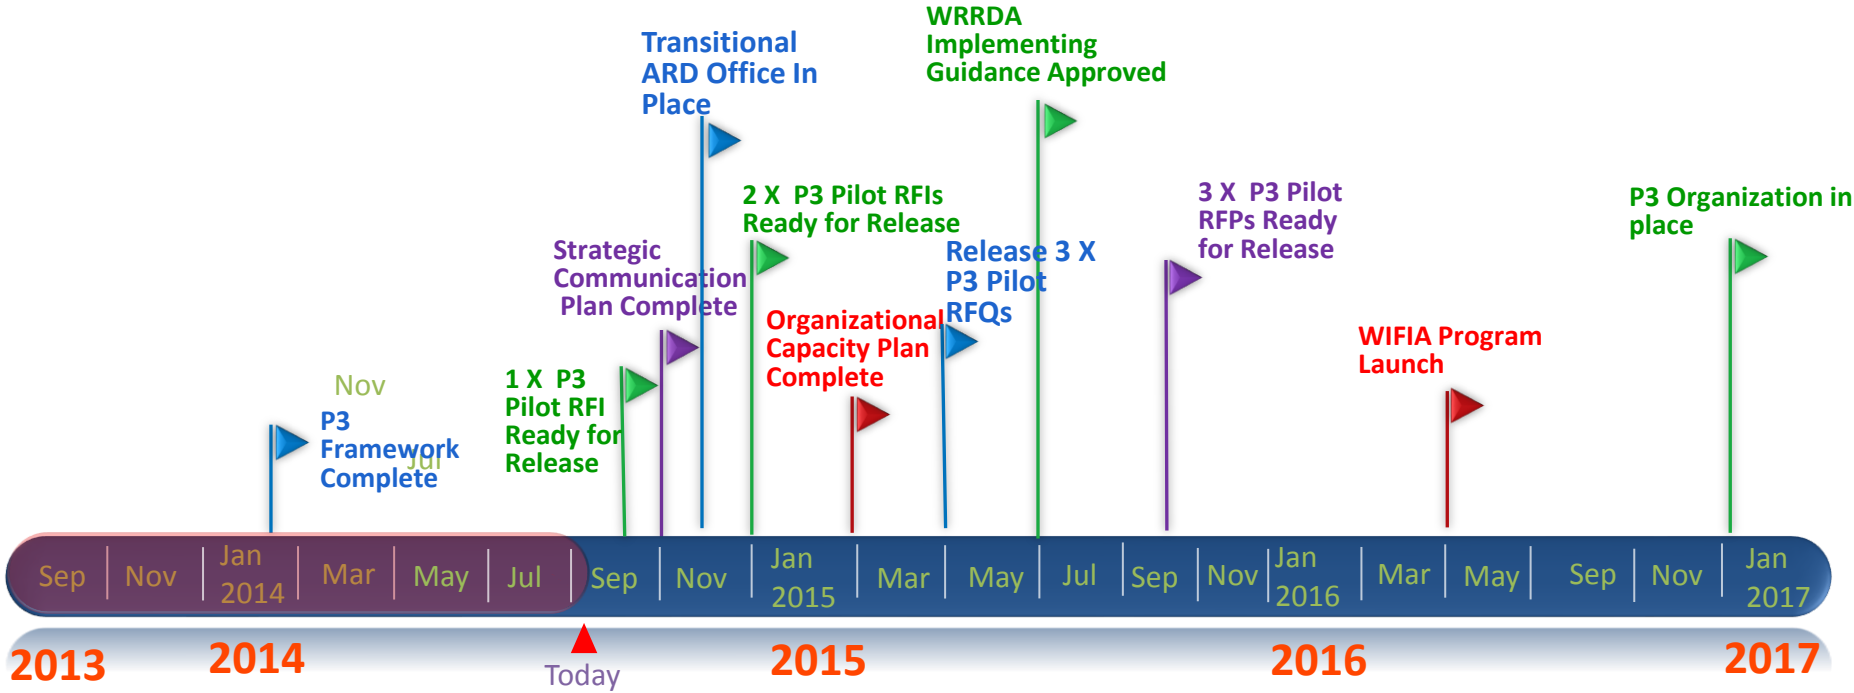 WRRDA
Implementing
Guidance Approved
Transitional
ARD Office In
Place
2 X  P3 Pilot RFIs
Ready for Release
3 X  P3 Pilot
RFPs Ready
for Release
P3 Organization in
place
Strategic
Communication
Plan Complete
Release 3 X
P3 Pilot
RFQs
Organizational
Capacity Plan
Complete
WIFIA Program
Launch
Nov
1 X  P3
Pilot RFI
Ready for
Release
P3
Framework
Complete
Jul
Sep
Nov
Jan
2014
Mar
May
Jul
Sep
Nov
Jan
2015
Mar
May
Jul
Sep
Nov
Jan
2016
Mar
May
Sep
Nov
Jan
2017
2013
2014
Today
2015
2016
2017